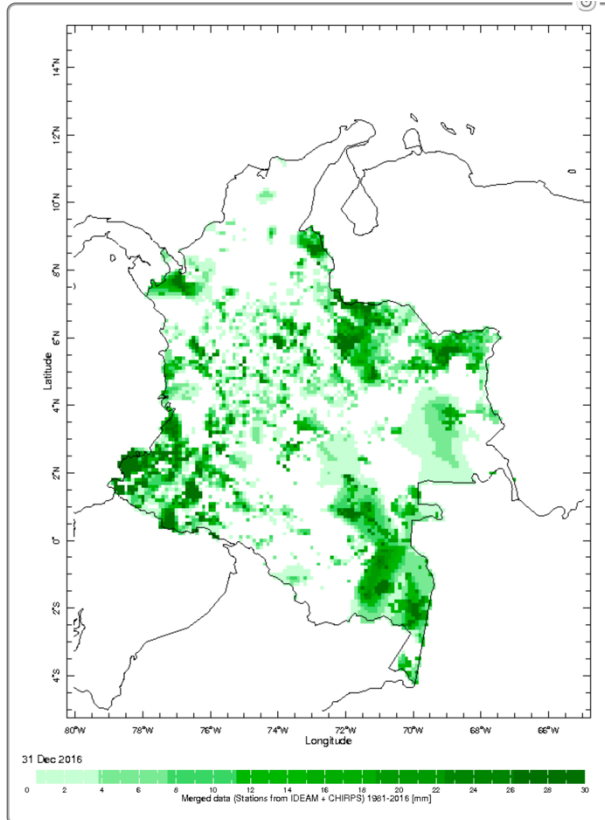 14°N
12°N
10°N
8°N
6°N
4°N
2°N
0°
2°S
4°S
Latitude
80°W 78°W 76°W 74°W 72°W 70°W 68°W 66°W
Longitude
31 Dec 2016
0 2 4 6 8 10 12 14 16 18 20 22 24 26 28 30
Merged data (Stations from IDEAM + CHIRPS) 1981-2016 [mm]